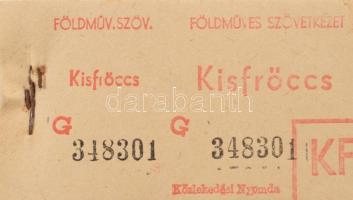 FÖLDMŰV.SZÖV.
Kisfröccs
G
348301
FÖLDMŰVES SZÖVETKEZET
Kisfröccs
G
348301
KF
Közlekedési Nyomda
darabanth